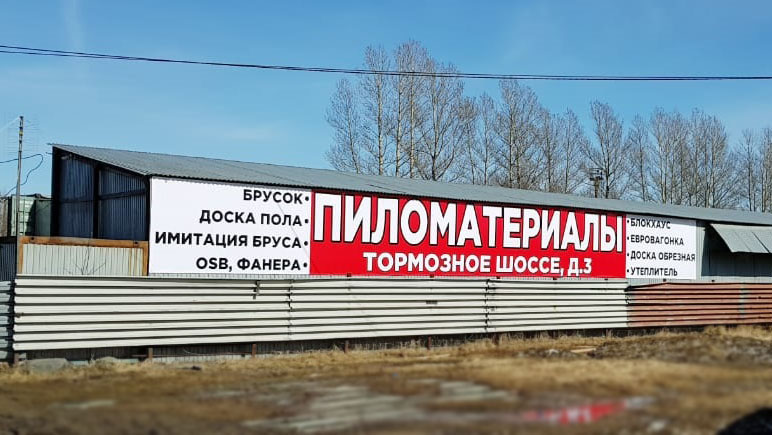 БРУСОК•
ДОСКА ПОЛА•
ИМИТАЦИЯ БРУСА•
OSB, ФАНЕРА•
ПИЛОМАТЕРИАЛЫ
ТОРМОЗНОЕ ШОССЕ, Д.3
•БЛОКХАУС
•ЕВРОВАГОНКА
•ДОСКА ОБРЕЗНАЯ
•УТЕПЛИТЕЛЬ